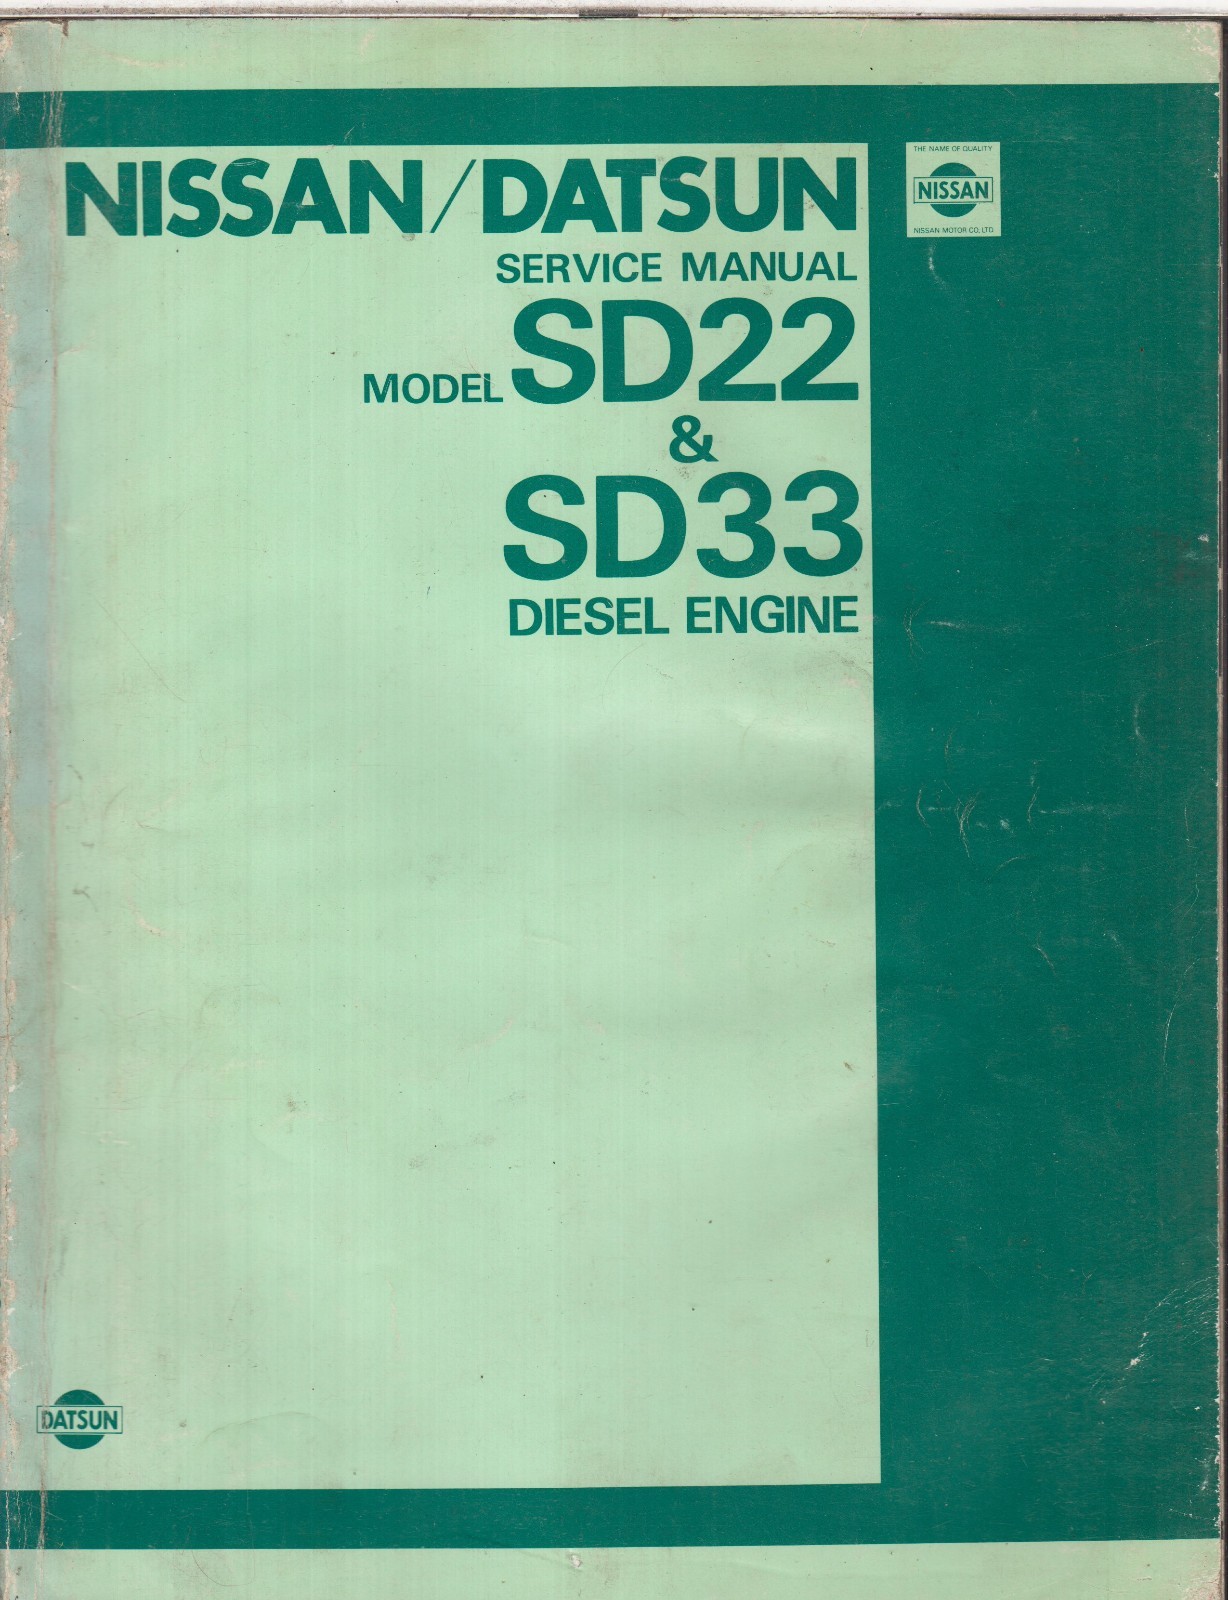 NISSAN/DATSUN
SERVICE MANUAL
MODEL SD22
&
SD33
DIESEL ENGINE
THE NAME OF QUALITY
NISSAN
NISSAN MOTOR CO., LTD.
DATSUN